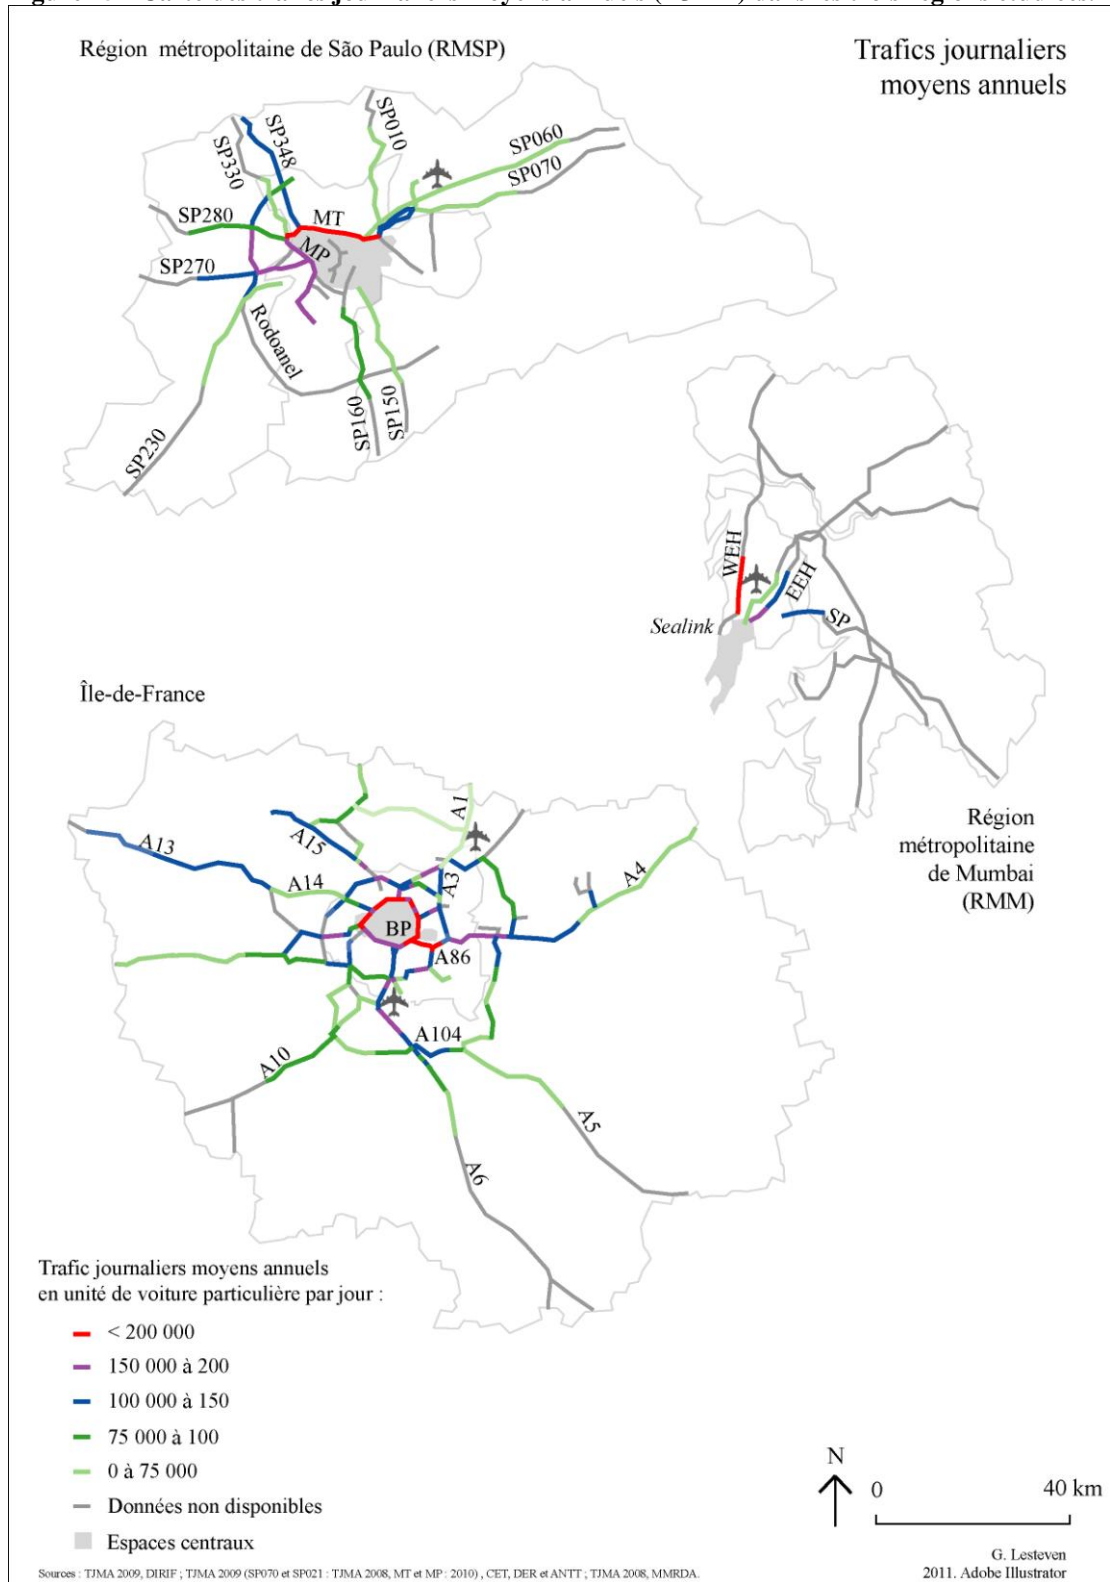 Trafics journaliers
moyens annuels
Région métropolitaine de São Paulo (RMSP)
SP010
SP348
SP330
SP060
SP070
SP280
MT
MP
SP270
Rodoanel
SP230
SP160
SP150
WEH
EEH
SP
Sealink
Région
métropolitaine
de Mumbai
(RMM)
Île-de-France
A1
A13
A15
A14
A3
A4
BP
A86
A104
A10
A5
A6
Trafic journaliers moyens annuels
en unité de voiture particulière par jour :
< 200 000
150 000 à 200
100 000 à 150
75 000 à 100
0 à 75 000
Données non disponibles
Espaces centraux
N
0 40 km
G. Lesteven
2011. Adobe Illustrator
Sources : TJMA 2009, DIRIF ; TJMA 2009 (SP070 et SP021 : TJMA 2008, MT et MP : 2010) , CET, DER et ANTT ; TJMA 2008, MMRDA.